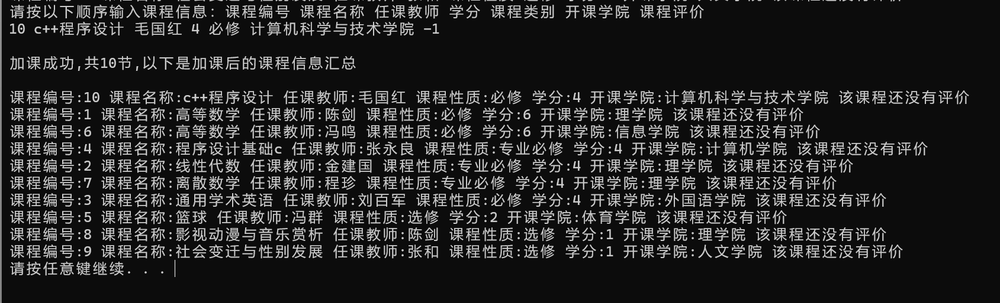 请按以下顺序输入课程信息: 课程编号 课程名称 任课教师 学分 课程类别 开课学院 课程评价
10 c++程序设计 毛国红 4 必修 计算机科学与技术学院 -1
加课成功,共10节,以下是加课后的课程信息汇总
课程编号:10 课程名称:c++程序设计 任课教师:毛国红 课程性质:必修 学分:4 开课学院:计算机科学与技术学院 该课程还没有评价
课程编号:1 课程名称:高等数学 任课教师:陈剑 课程性质:必修 学分:6 开课学院:理学院 该课程还没有评价
课程编号:6 课程名称:高等数学 任课教师:冯鸣 课程性质:必修 学分:6 开课学院:信息学院 该课程还没有评价
课程编号:4 课程名称:程序设计基础c 任课教师:张永良 课程性质:专业必修 学分:4 开课学院:计算机学院 该课程还没有评价
课程编号:2 课程名称:线性代数 任课教师:金建国 课程性质:专业必修 学分:4 开课学院:理学院 该课程还没有评价
课程编号:7 课程名称:离散数学 任课教师:程珍 课程性质:专业必修 学分:4 开课学院:理学院 该课程还没有评价
课程编号:3 课程名称:通用学术英语 任课教师:刘百军 课程性质:必修 学分:4 开课学院:外国语学院 该课程还没有评价
课程编号:5 课程名称:篮球 任课教师:冯群 课程性质:选修 学分:2 开课学院:体育学院 该课程还没有评价
课程编号:8 课程名称:影视动漫与音乐赏析 任课教师:陈剑 课程性质:选修 学分:1 开课学院:理学院 该课程还没有评价
课程编号:9 课程名称:社会变迁与性别发展 任课教师:张和 课程性质:选修 学分:1 开课学院:人文学院 该课程还没有评价
请按任意键继续. . .